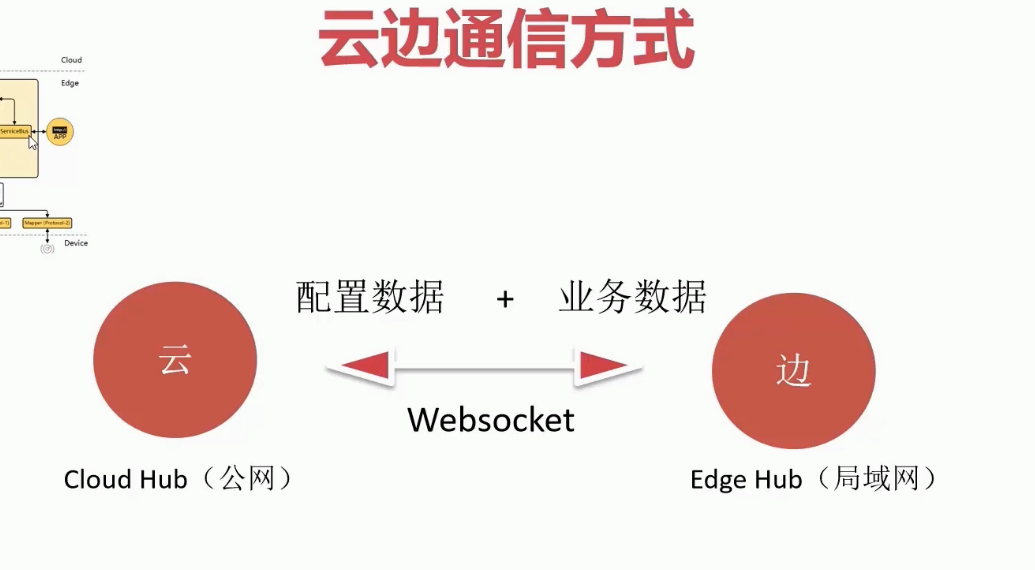 云边通信方式
Cloud
Edge
ServiceBus
APP
Mapper (Protocol-2)
Device
配置数据 + 业务数据
云
边
Websocket
Cloud Hub（公网）
Edge Hub（局域网）